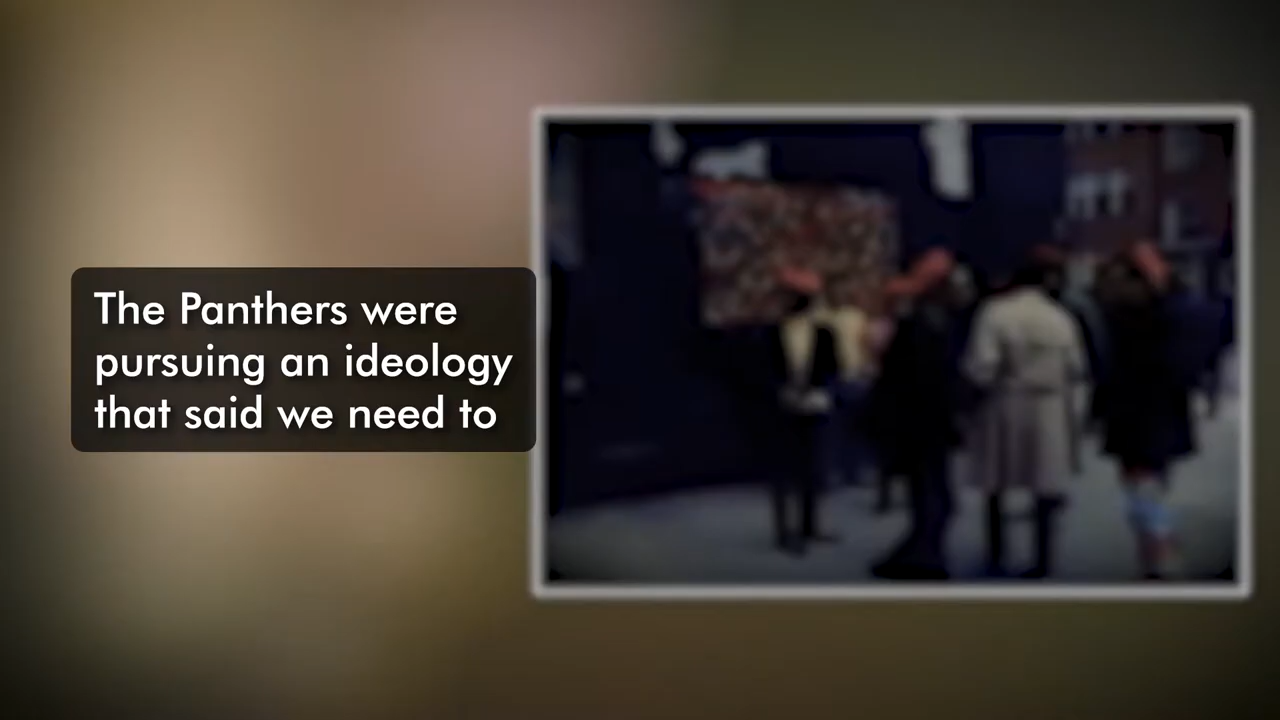 The Panthers were
pursuing an ideology
that said we need to